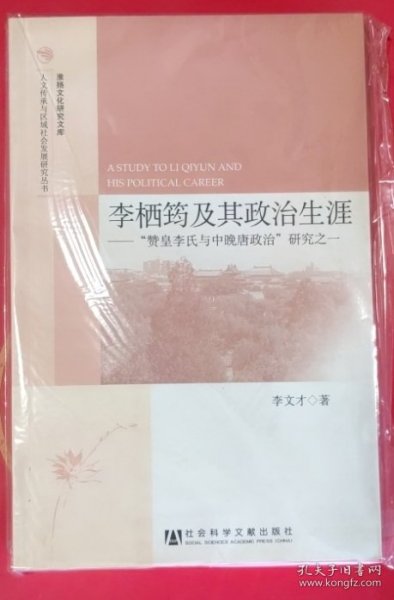 淮扬文化研究文库
人文传承与区域社会发展研究丛书
A STUDY TO LI QIYUN AND
HIS POLITICAL CAREER
李栖筠及其政治生涯
——“赞皇李氏与中晚唐政治”研究之一
李文才◇著
社会科学文献出版社
SOCIAL SCIENCES ACADEMIC PRESS (CHINA)
孔夫子旧书网
www.kongfz.com